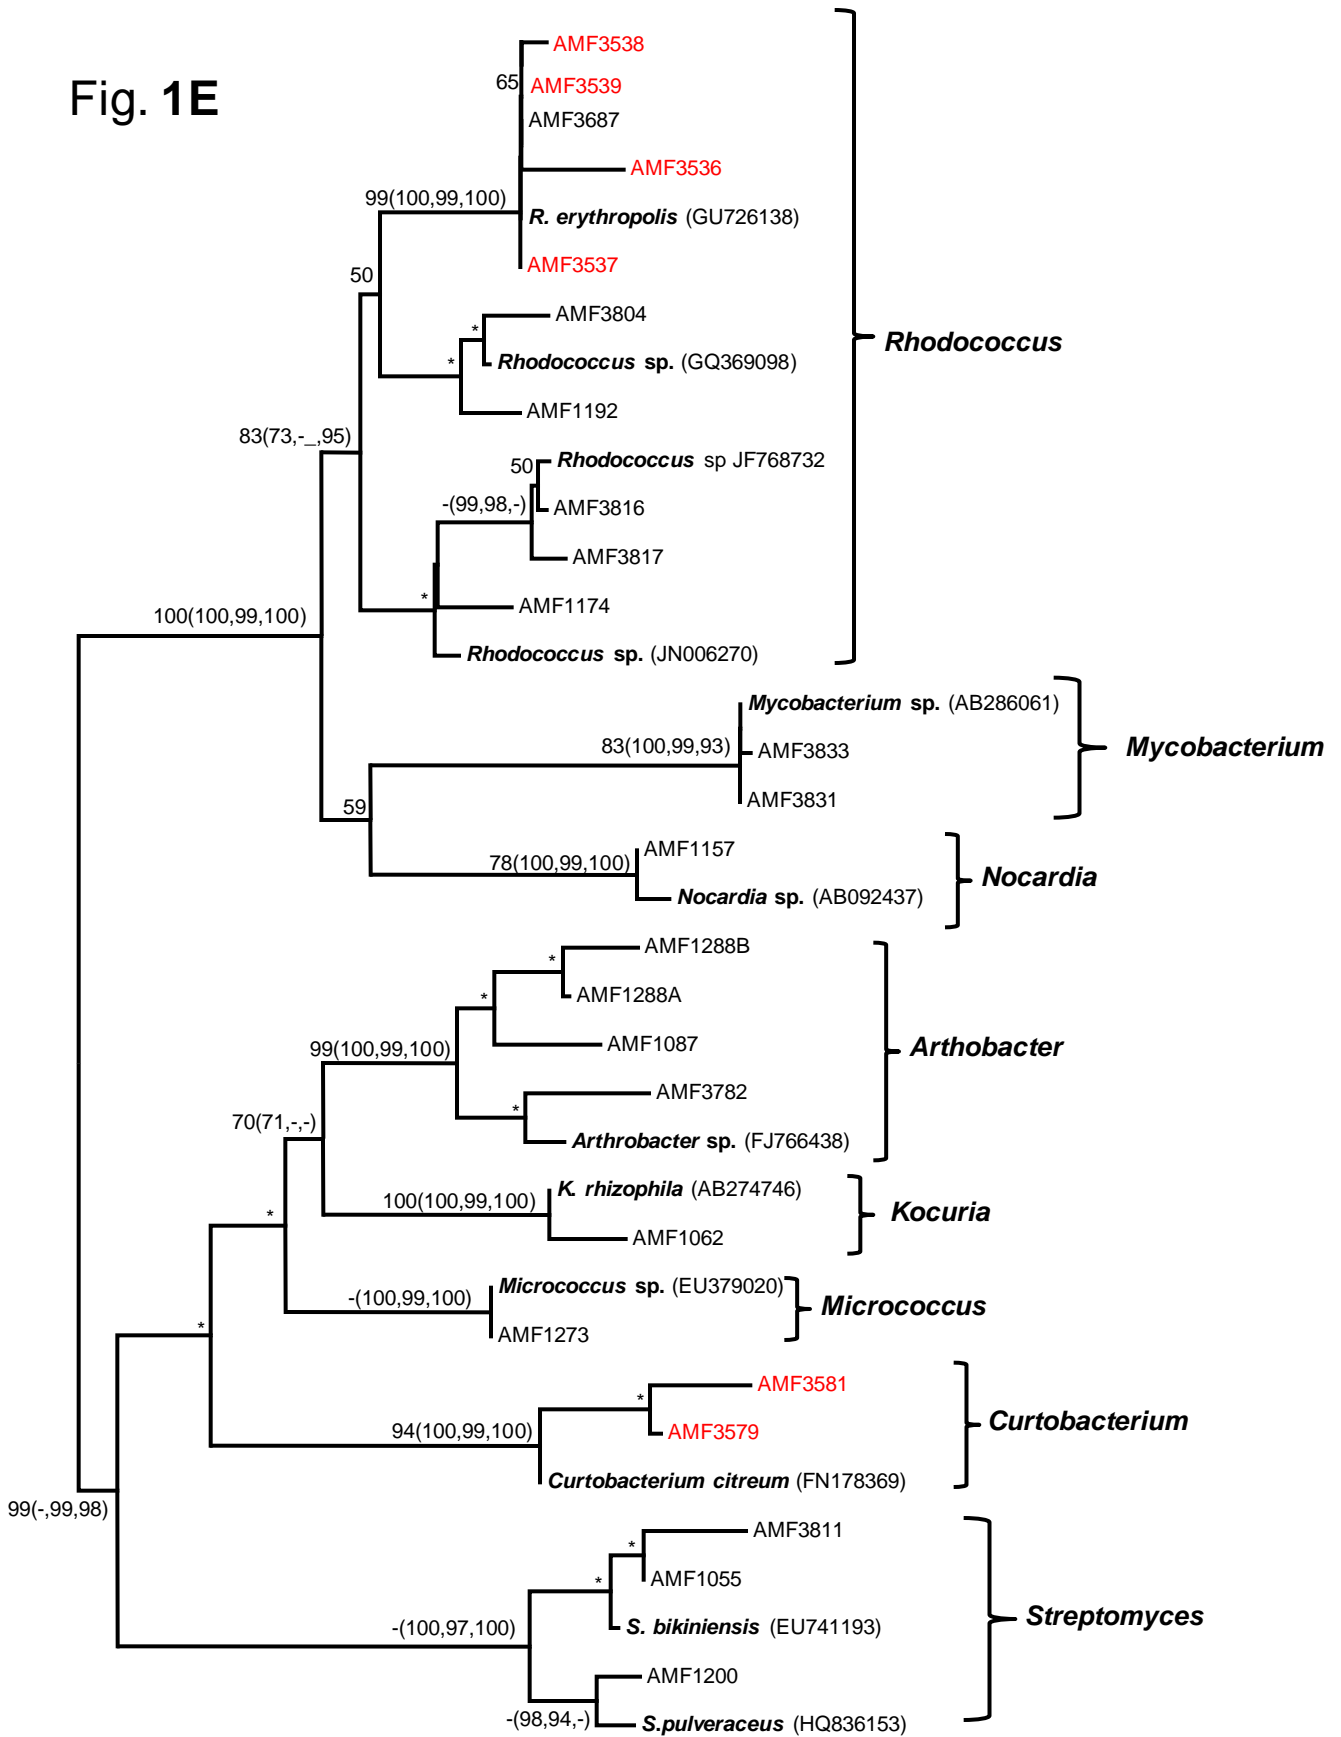 AMF3538
Fig. 1E
65
AMF3539
AMF3687
AMF3536
99(100,99,100)
R. erythropolis (GU726138)
AMF3537
50
AMF3804
*
Rhodococcus
*
Rhodococcus sp. (GQ369098)
AMF1192
83(73,-_,95)
Rhodococcus sp JF768732
50
-(99,98,-)
AMF3816
AMF3817
*
AMF1174
100(100,99,100)
Rhodococcus sp. (JN006270)
Mycobacterium sp. (AB286061)
83(100,99,93)
AMF3833
Mycobacterium
AMF3831
59
AMF1157
78(100,99,100)
Nocardia
Nocardia sp. (AB092437)
AMF1288B
*
AMF1288A
*
AMF1087
99(100,99,100)
Arthobacter
AMF3782
*
70(71,-,-)
Arthrobacter sp. (FJ766438)
K. rhizophila (AB274746)
100(100,99,100)
Kocuria
*
AMF1062
Micrococcus sp. (EU379020)
-(100,99,100)
Micrococcus
*
AMF1273
AMF3581
*
94(100,99,100)
AMF3579
Curtobacterium
Curtobacterium citreum (FN178369)
99(-,99,98)
AMF3811
*
*
AMF1055
-(100,97,100)
S. bikiniensis (EU741193)
Streptomyces
AMF1200
-(98,94,-)
S.pulveraceus (HQ836153)